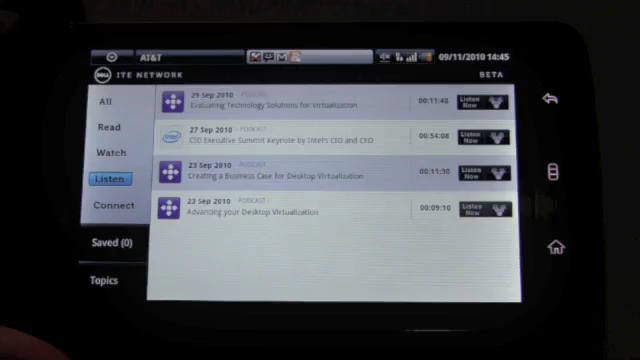 AT&T
09/11/2010 14:45
DELL ITE NETWORK
BETA
All
Read
Watch
Listen
Connect
Saved (0)
Topics
29 Sep 2010 - PODCAST
Evaluating Technology Solutions for Virtualization
00:11:46
Listen Now
intel
27 Sep 2010 - PODCAST
CIO Executive Summit Keynote by Intel's CIO and CEO
00:54:08
Listen Now
23 Sep 2010 - PODCAST
Creating a Business Case for Desktop Virtualization
00:11:30
Listen Now
23 Sep 2010 - PODCAST
Advancing your Desktop Virtualization
00:09:10
Listen Now